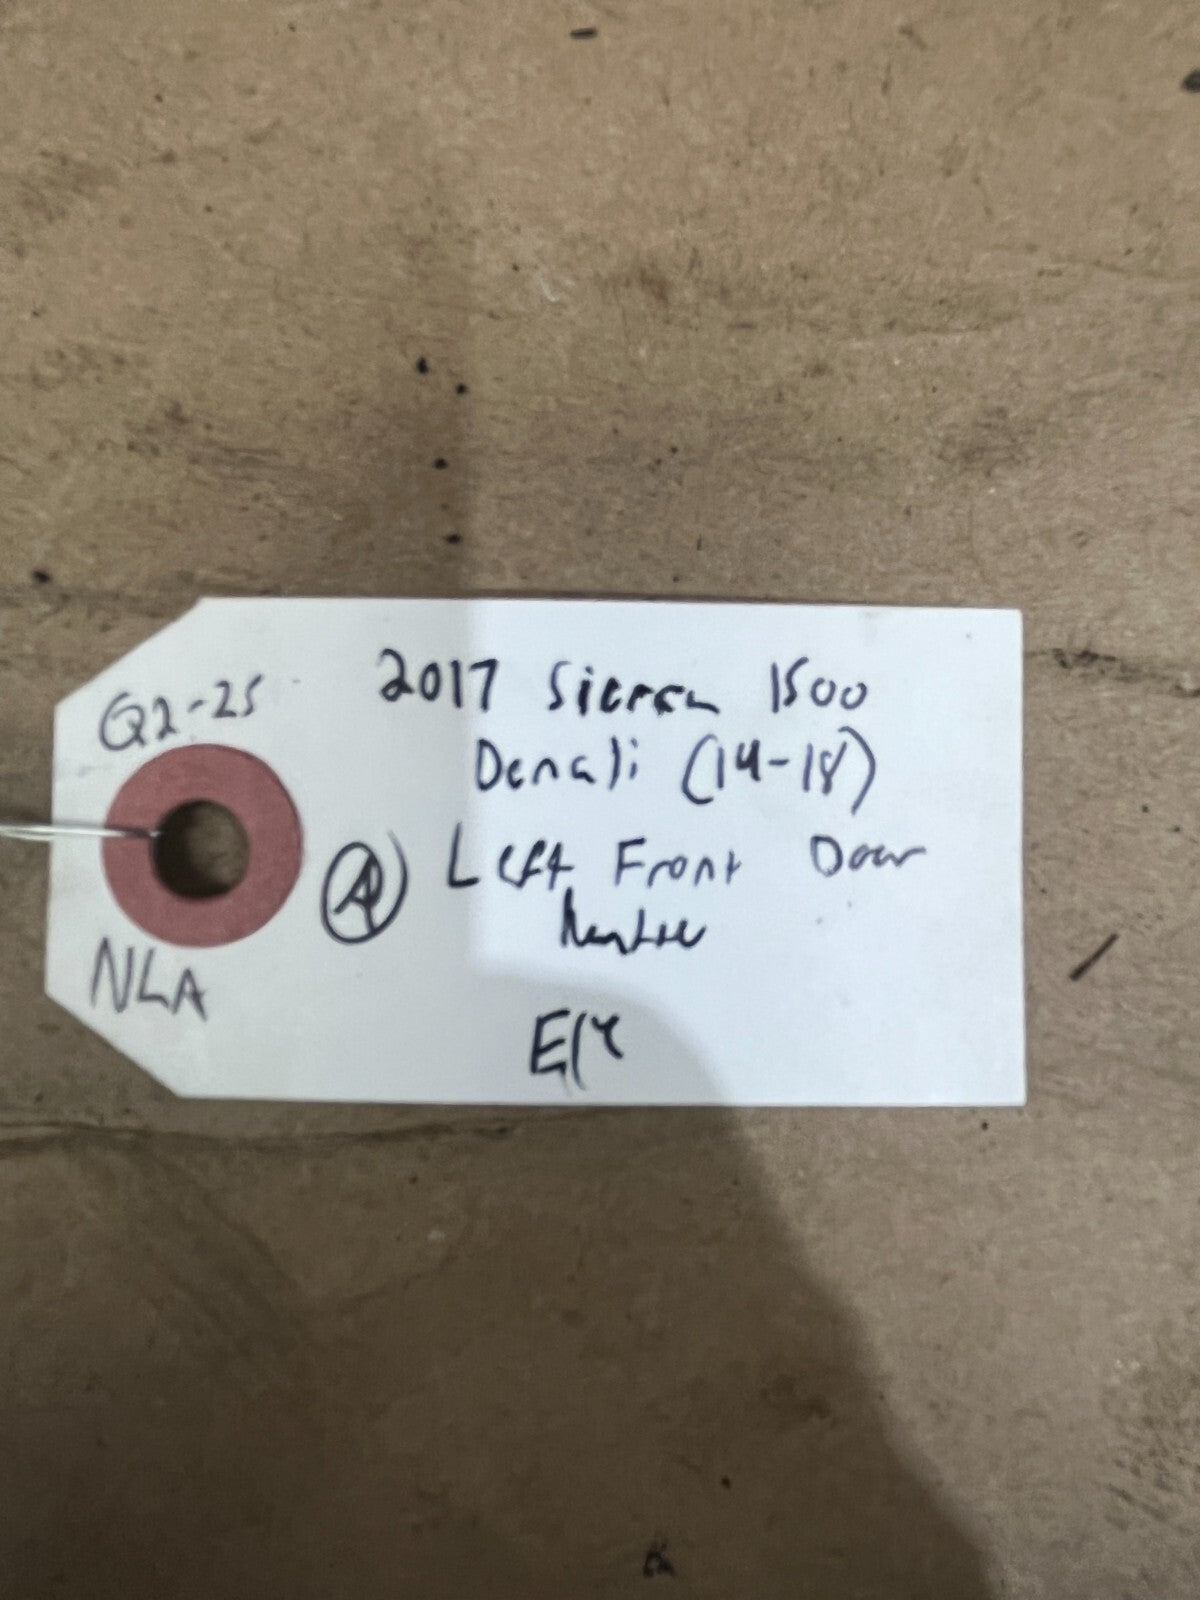 Q2-25
2017 Sierra 1500
Denali (14-18)
A Left Front Door
NLA